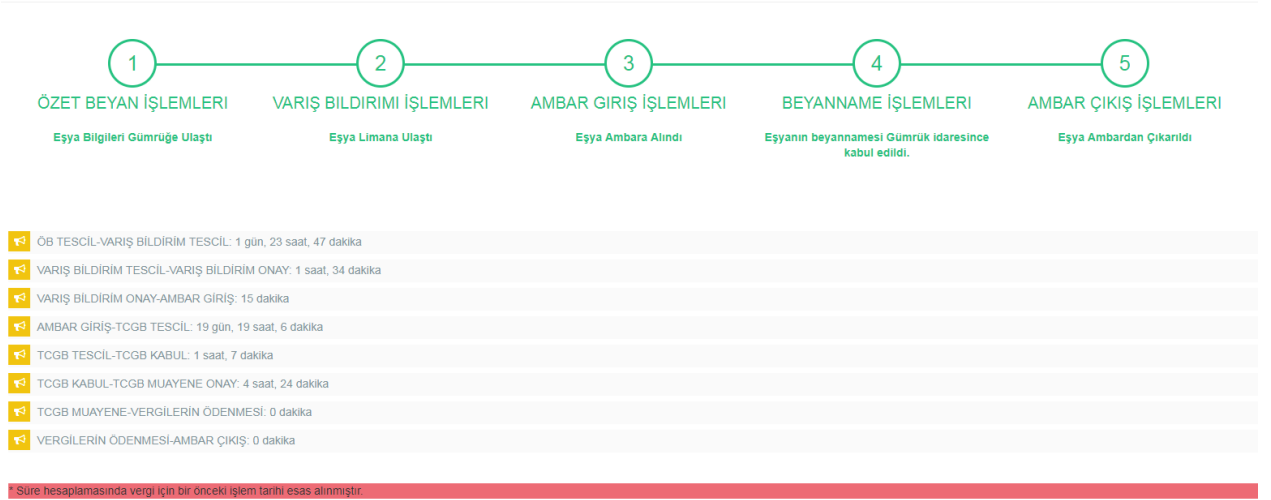 1 2 3 4 5
ÖZET BEYAN İŞLEMLERI VARIŞ BILDIRIMI İŞLEMLERI AMBAR GIRIŞ İŞLEMLERI BEYANNAME İŞLEMLERI AMBAR ÇIKIŞ İŞLEMLERI
Eşya Bilgileri Gümrüğe Ulaştı Eşya Limana Ulaştı Eşya Ambara Alındı Eşyanın beyannamesi Gümrük idaresince Eşya Ambardan Çıkarıldı
kabul edildi.
ÖB TESCİL-VARIŞ BİLDİRİM TESCİL: 1 gün, 23 saat, 47 dakika
VARIŞ BİLDİRİM TESCİL-VARIŞ BİLDİRİM ONAY: 1 saat, 34 dakika
VARIŞ BİLDİRİM ONAY-AMBAR GİRİŞ: 15 dakika
AMBAR GİRİŞ-TCGB TESCİL: 19 gün, 19 saat, 6 dakika
TCGB TESCİL-TCGB KABUL: 1 saat, 7 dakika
TCGB KABUL-TCGB MUAYENE ONAY: 4 saat, 24 dakika
TCGB MUAYENE-VERGİLERİN ÖDENMESİ: 0 dakika
VERGİLERİN ÖDENMESİ-AMBAR ÇIKIŞ: 0 dakika
* Süre hesaplamasında vergi için bir önceki işlem tarihi esas alınmıştır.